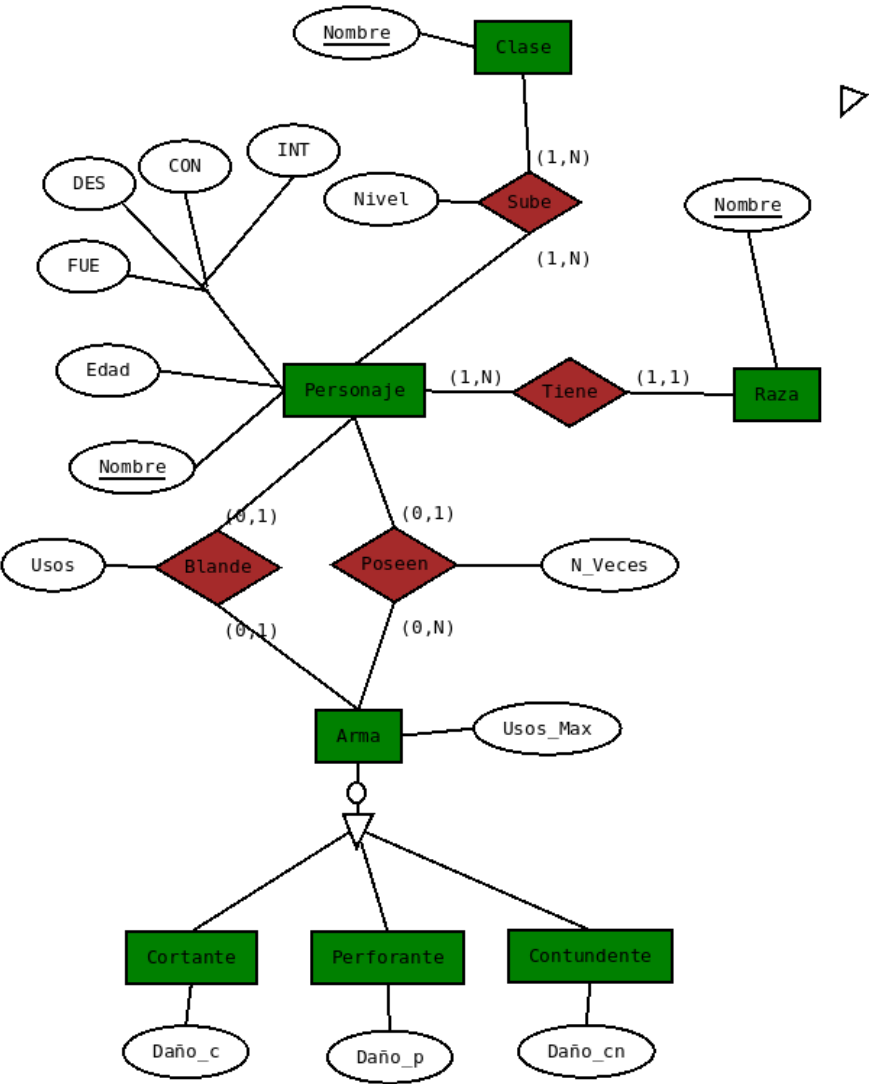 Nombre
Clase
INT
CON
DES
(1,N)
Nivel
Sube
Nombre
(1,N)
FUE
Edad
Personaje
(1,N)
Tiene
(1,1)
Raza
Nombre
(0,1)
(0,1)
Usos
Blande
Poseen
N_Veces
(0,1)
(0,N)
Arma
Usos_Max
Cortante
Perforante
Contundente
Daño_c
Daño_p
Daño_cn